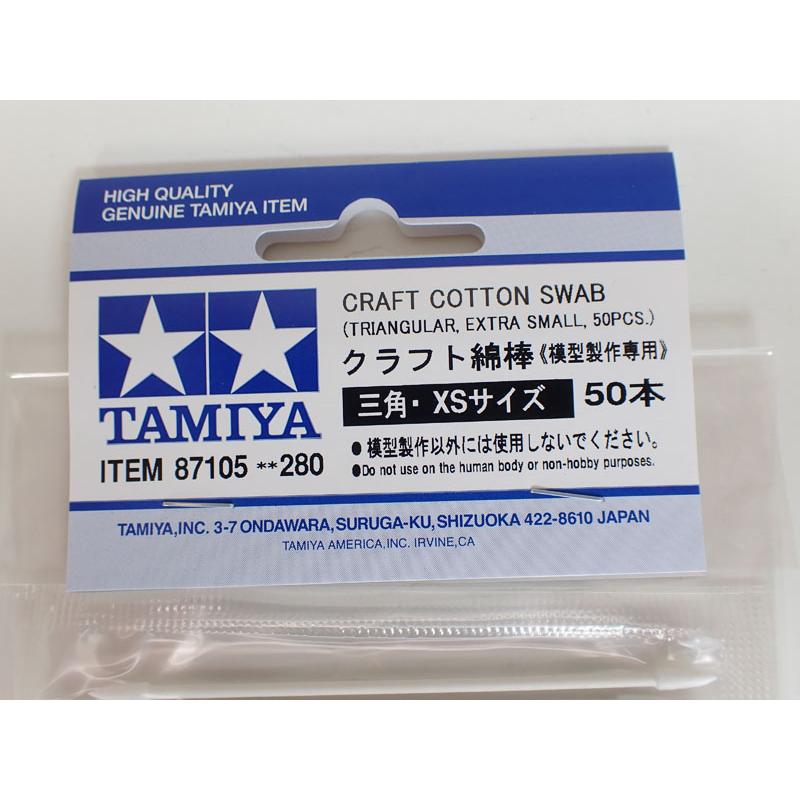 HIGH QUALITY
GENUINE TAMIYA ITEM
CRAFT COTTON SWAB
(TRIANGULAR, EXTRA SMALL, 50PCS.)
クラフト綿棒《模型製作専用》
三角・XSサイズ 50本
●模型製作以外には使用しないでください。
●Do not use on the human body or non-hobby purposes.
TAMIYA
ITEM 87105 **280
TAMIYA,INC. 3-7 ONDAWARA,SURUGA-KU,SHIZUOKA 422-8610 JAPAN
TAMIYA AMERICA,INC. IRVINE,CA